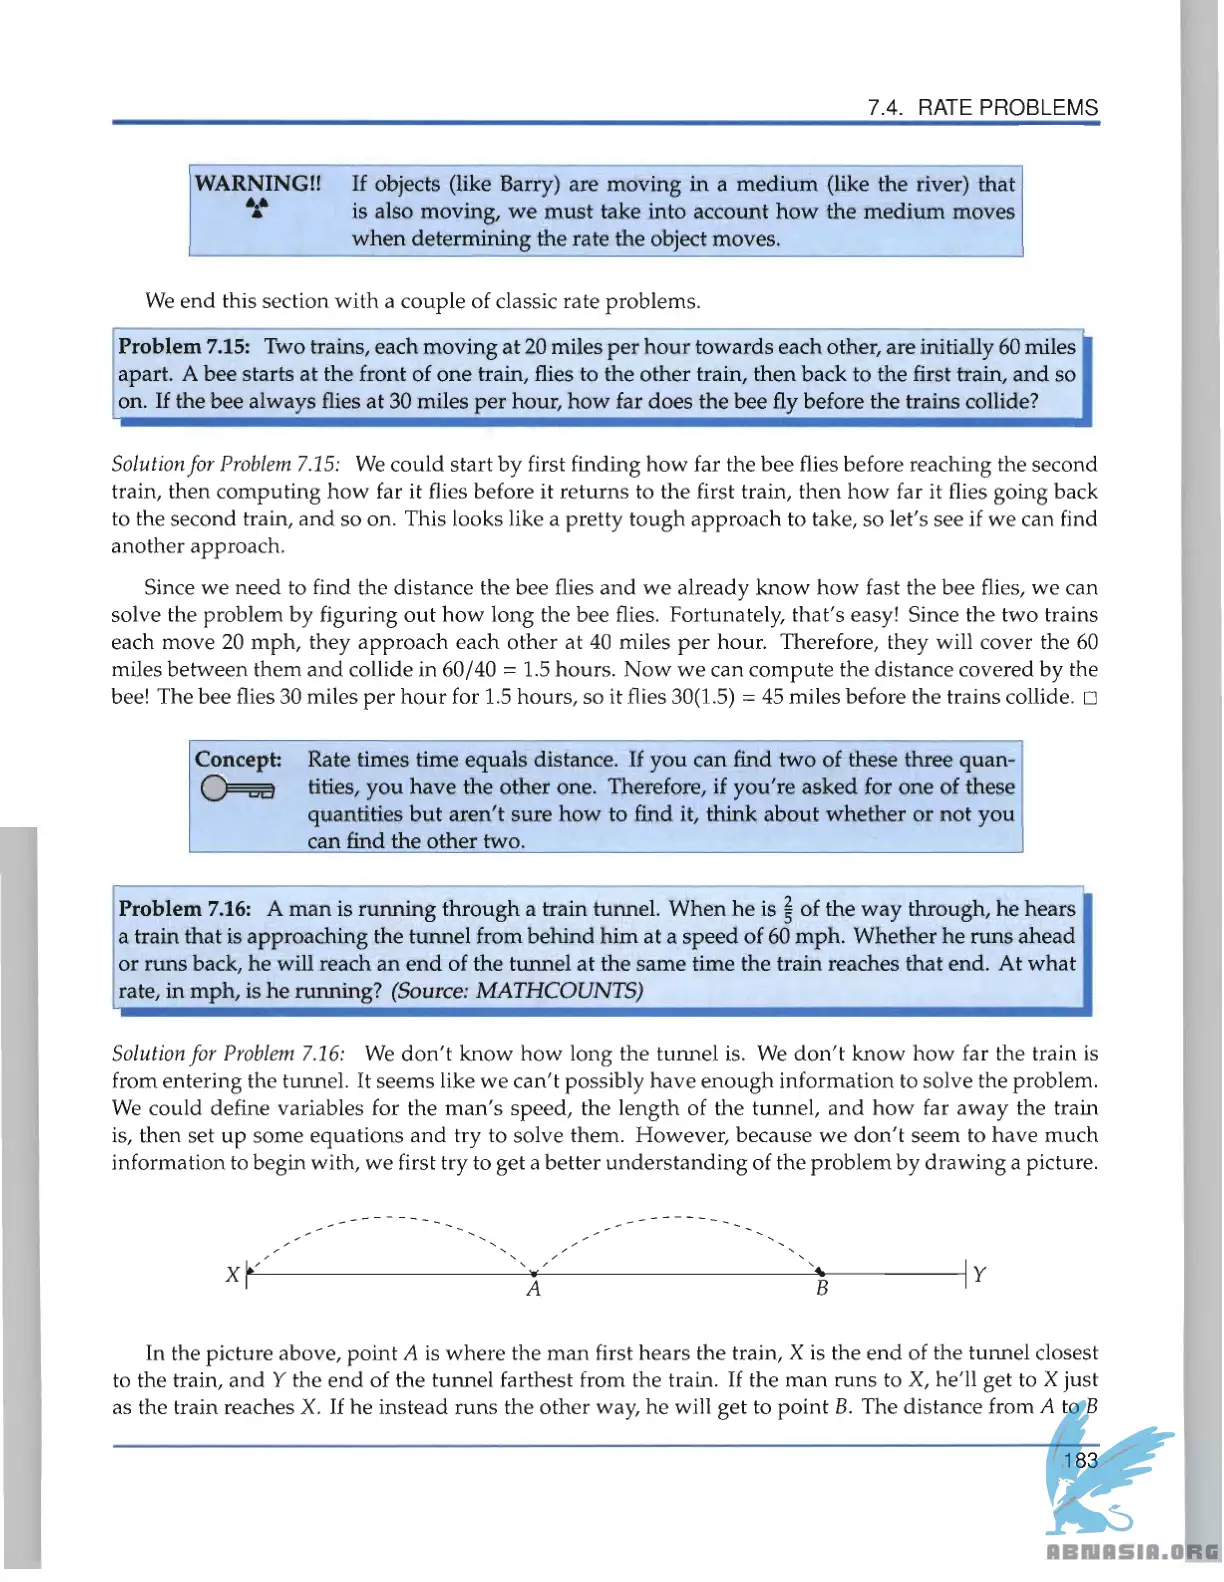 7.4. RATE PROBLEMS
WARNING!! If objects (like Barry) are moving in a medium (like the river) that
is also moving, we must take into account how the medium moves
when determining the rate the object moves.
We end this section with a couple of classic rate problems.
Problem 7.15: Two trains, each moving at 20 miles per hour towards each other, are initially 60 miles
apart. A bee starts at the front of one train, flies to the other train, then back to the first train, and so
on. If the bee always flies at 30 miles per hour, how far does the bee fly before the trains collide?
Solution for Problem 7.15: We could start by first finding how far the bee flies before reaching the second
train, then computing how far it flies before it returns to the first train, then how far it flies going back
to the second train, and so on. This looks like a pretty tough approach to take, so let's see if we can find
another approach.
Since we need to find the distance the bee flies and we already know how fast the bee flies, we can
solve the problem by figuring out how long the bee flies. Fortunately, that's easy! Since the two trains
each move 20 mph, they approach each other at 40 miles per hour. Therefore, they will cover the 60
miles between them and collide in 60/40 = 1.5 hours. Now we can compute the distance covered by the
bee! The bee flies 30 miles per hour for 1.5 hours, so it flies 30(1.5) = 45 miles before the trains collide. □
Concept: Rate times time equals distance. If you can find two of these three quan-
tities, you have the other one. Therefore, if you're asked for one of these
quantities but aren't sure how to find it, think about whether or not you
can find the other two.
Problem 7.16: A man is running through a train tunnel. When he is 2/5 of the way through, he hears
a train that is approaching the tunnel from behind him at a speed of 60 mph. Whether he runs ahead
or runs back, he will reach an end of the tunnel at the same time the train reaches that end. At what
rate, in mph, is he running? (Source: MATHCOUNTS)
Solution for Problem 7.16: We don't know how long the tunnel is. We don't know how far the train is
from entering the tunnel. It seems like we can't possibly have enough information to solve the problem.
We could define variables for the man's speed, the length of the tunnel, and how far away the train
is, then set up some equations and try to solve them. However, because we don't seem to have much
information to begin with, we first try to get a better understanding of the problem by drawing a picture.
X A B Y
In the picture above, point A is where the man first hears the train, X is the end of the tunnel closest
to the train, and Y the end of the tunnel farthest from the train. If the man runs to X, he'll get to X just
as the train reaches X. If he instead runs the other way, he will get to point B. The distance from A to B
183
ABNASIA.ORG